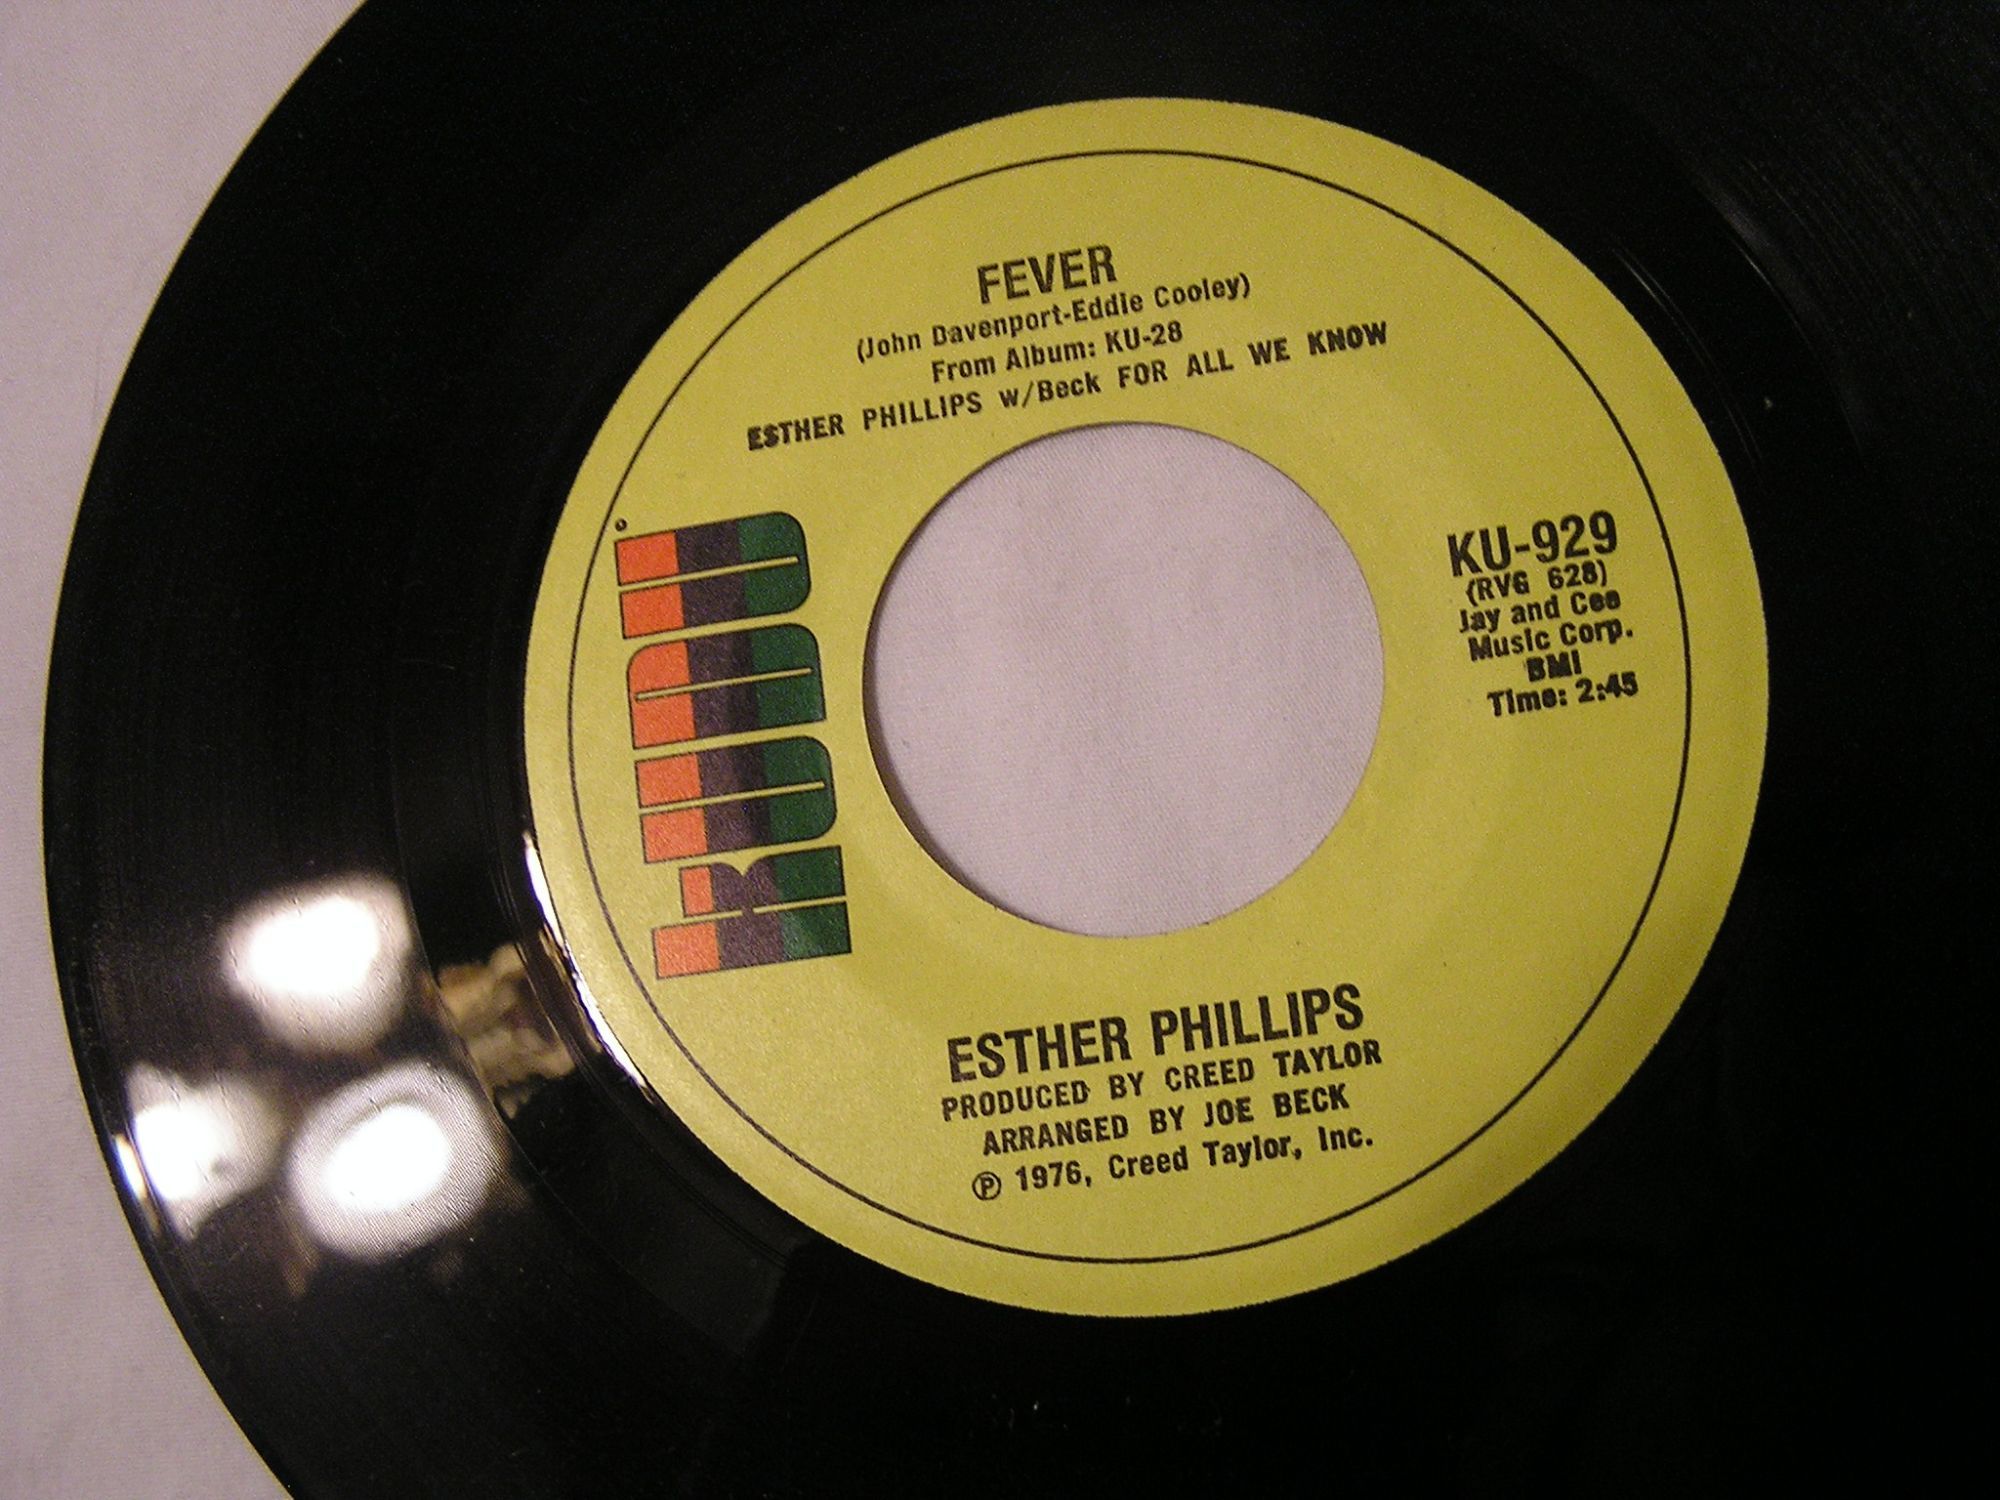 FEVER
(John Davenport-Eddie Cooley)
From Album: KU-28
ESTHER PHILLIPS w/Beck FOR ALL WE KNOW
KUDU
KU-929
(RVG 628)
Jay and Cee
Music Corp.
BMI
Time: 2:45
ESTHER PHILLIPS
PRODUCED BY CREED TAYLOR
ARRANGED BY JOE BECK
℗ 1976, Creed Taylor, Inc.